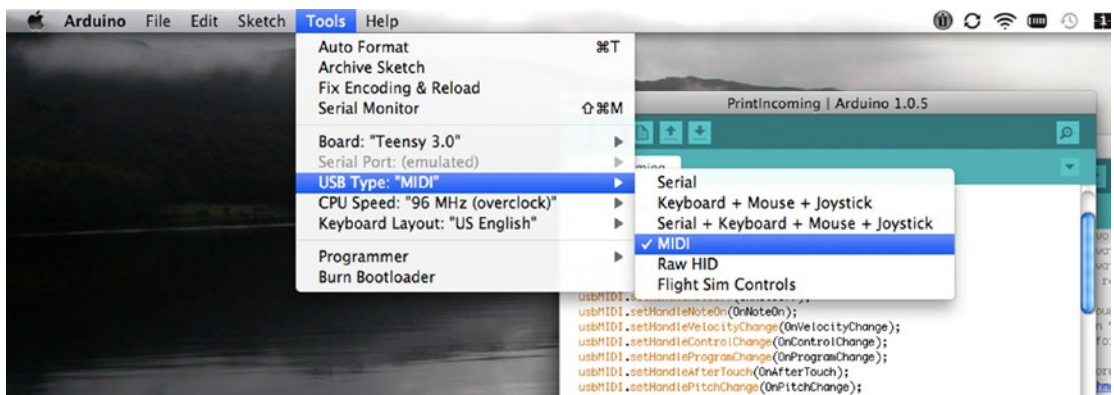 Arduino File Edit Sketch Tools Help
Auto Format ⌘T
Archive Sketch
Fix Encoding & Reload
Serial Monitor ⇧⌘M
Board: "Teensy 3.0"
Serial Port: (emulated)
USB Type: "MIDI"
CPU Speed: "96 MHz (overclock)"
Keyboard Layout: "US English"
Programmer
Burn Bootloader
PrintIncoming | Arduino 1.0.5
Serial
Keyboard + Mouse + Joystick
Serial + Keyboard + Mouse + Joystick
✓ MIDI
Raw HID
Flight Sim Controls
usbMIDI.setHandleNoteOn(OnNoteOn);
usbMIDI.setHandleVelocityChange(OnVelocityChange);
usbMIDI.setHandleControlChange(OnControlChange);
usbMIDI.setHandleProgramChange(OnProgramChange);
usbMIDI.setHandleAfterTouch(OnAfterTouch);
usbMIDI.setHandlePitchChange(OnPitchChange);